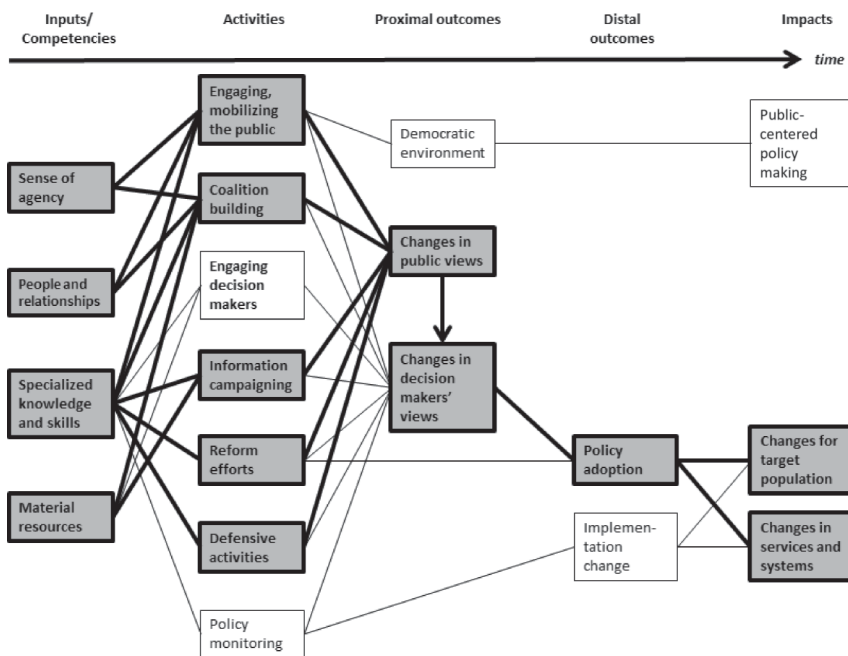 Inputs/
Competencies
Activities
Proximal outcomes
Distal
outcomes
Impacts
time
Sense of
agency
People and
relationships
Specialized
knowledge
and skills
Material
resources
Engaging,
mobilizing
the public
Coalition
building
Engaging
decision
makers
Information
campaigning
Reform
efforts
Defensive
activities
Policy
monitoring
Democratic
environment
Changes in
public views
Changes in
decision
makers'
views
Policy
adoption
Implemen-
tation
change
Public-
centered
policy
making
Changes for
target
population
Changes in
services and
systems